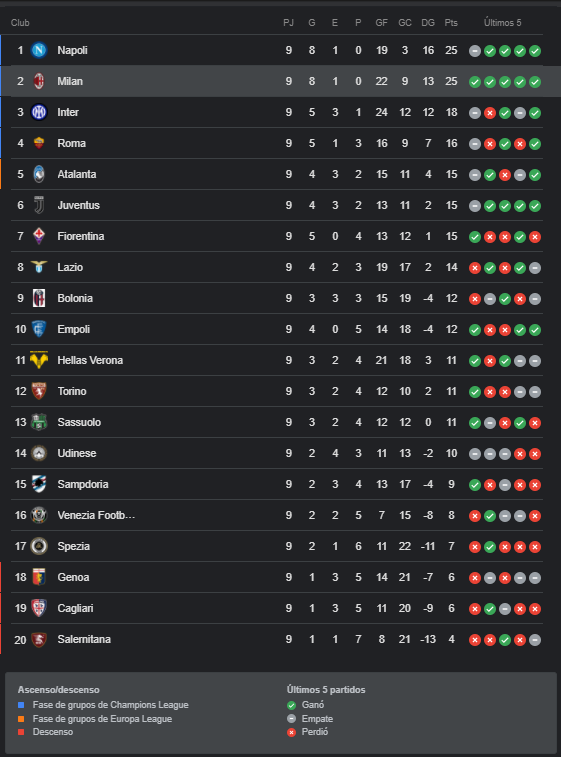 Club PJ G E P GF GC DG Pts Últimos 5
1 Napoli 9 8 1 0 19 3 16 25
2 Milan 9 8 1 0 22 9 13 25
3 Inter 9 5 3 1 24 12 12 18
4 Roma 9 5 1 3 16 9 7 16
5 Atalanta 9 4 3 2 15 11 4 15
6 Juventus 9 4 3 2 13 11 2 15
7 Fiorentina 9 5 0 4 13 12 1 15
8 Lazio 9 4 2 3 19 17 2 14
9 Bolonia 9 3 3 3 15 19 -4 12
10 Empoli 9 4 0 5 14 18 -4 12
11 Hellas Verona 9 3 2 4 21 18 3 11
12 Torino 9 3 2 4 12 10 2 11
13 Sassuolo 9 3 2 4 12 12 0 11
14 Udinese 9 2 4 3 11 13 -2 10
15 Sampdoria 9 2 3 4 13 17 -4 9
16 Venezia Footb... 9 2 2 5 7 15 -8 8
17 Spezia 9 2 1 6 11 22 -11 7
18 Genoa 9 1 3 5 14 21 -7 6
19 Cagliari 9 1 3 5 11 20 -9 6
20 Salernitana 9 1 1 7 8 21 -13 4
Ascenso/descenso
Fase de grupos de Champions League
Fase de grupos de Europa League
Descenso
Últimos 5 partidos
Ganó
Empate
Perdió